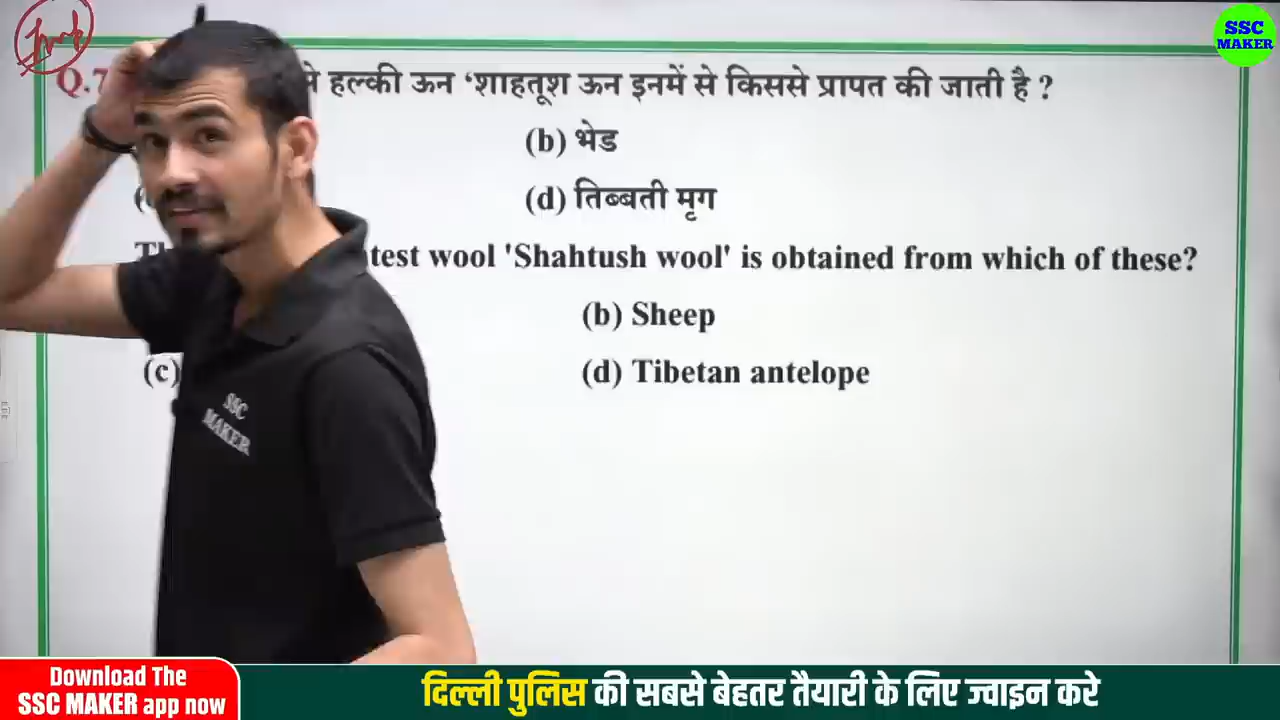 SSC
MAKER
Q.7 से हल्की ऊन ‘शाहतूश ऊन इनमें से किससे प्रापत की जाती है ?
(b) भेड
(d) तिब्बती मृग
test wool 'Shahtush wool' is obtained from which of these?
(b) Sheep
(c)
(d) Tibetan antelope
SSC
MAKER
Download The
SSC MAKER app now
दिल्ली पुलिस की सबसे बेहतर तैयारी के लिए ज्वाइन करे